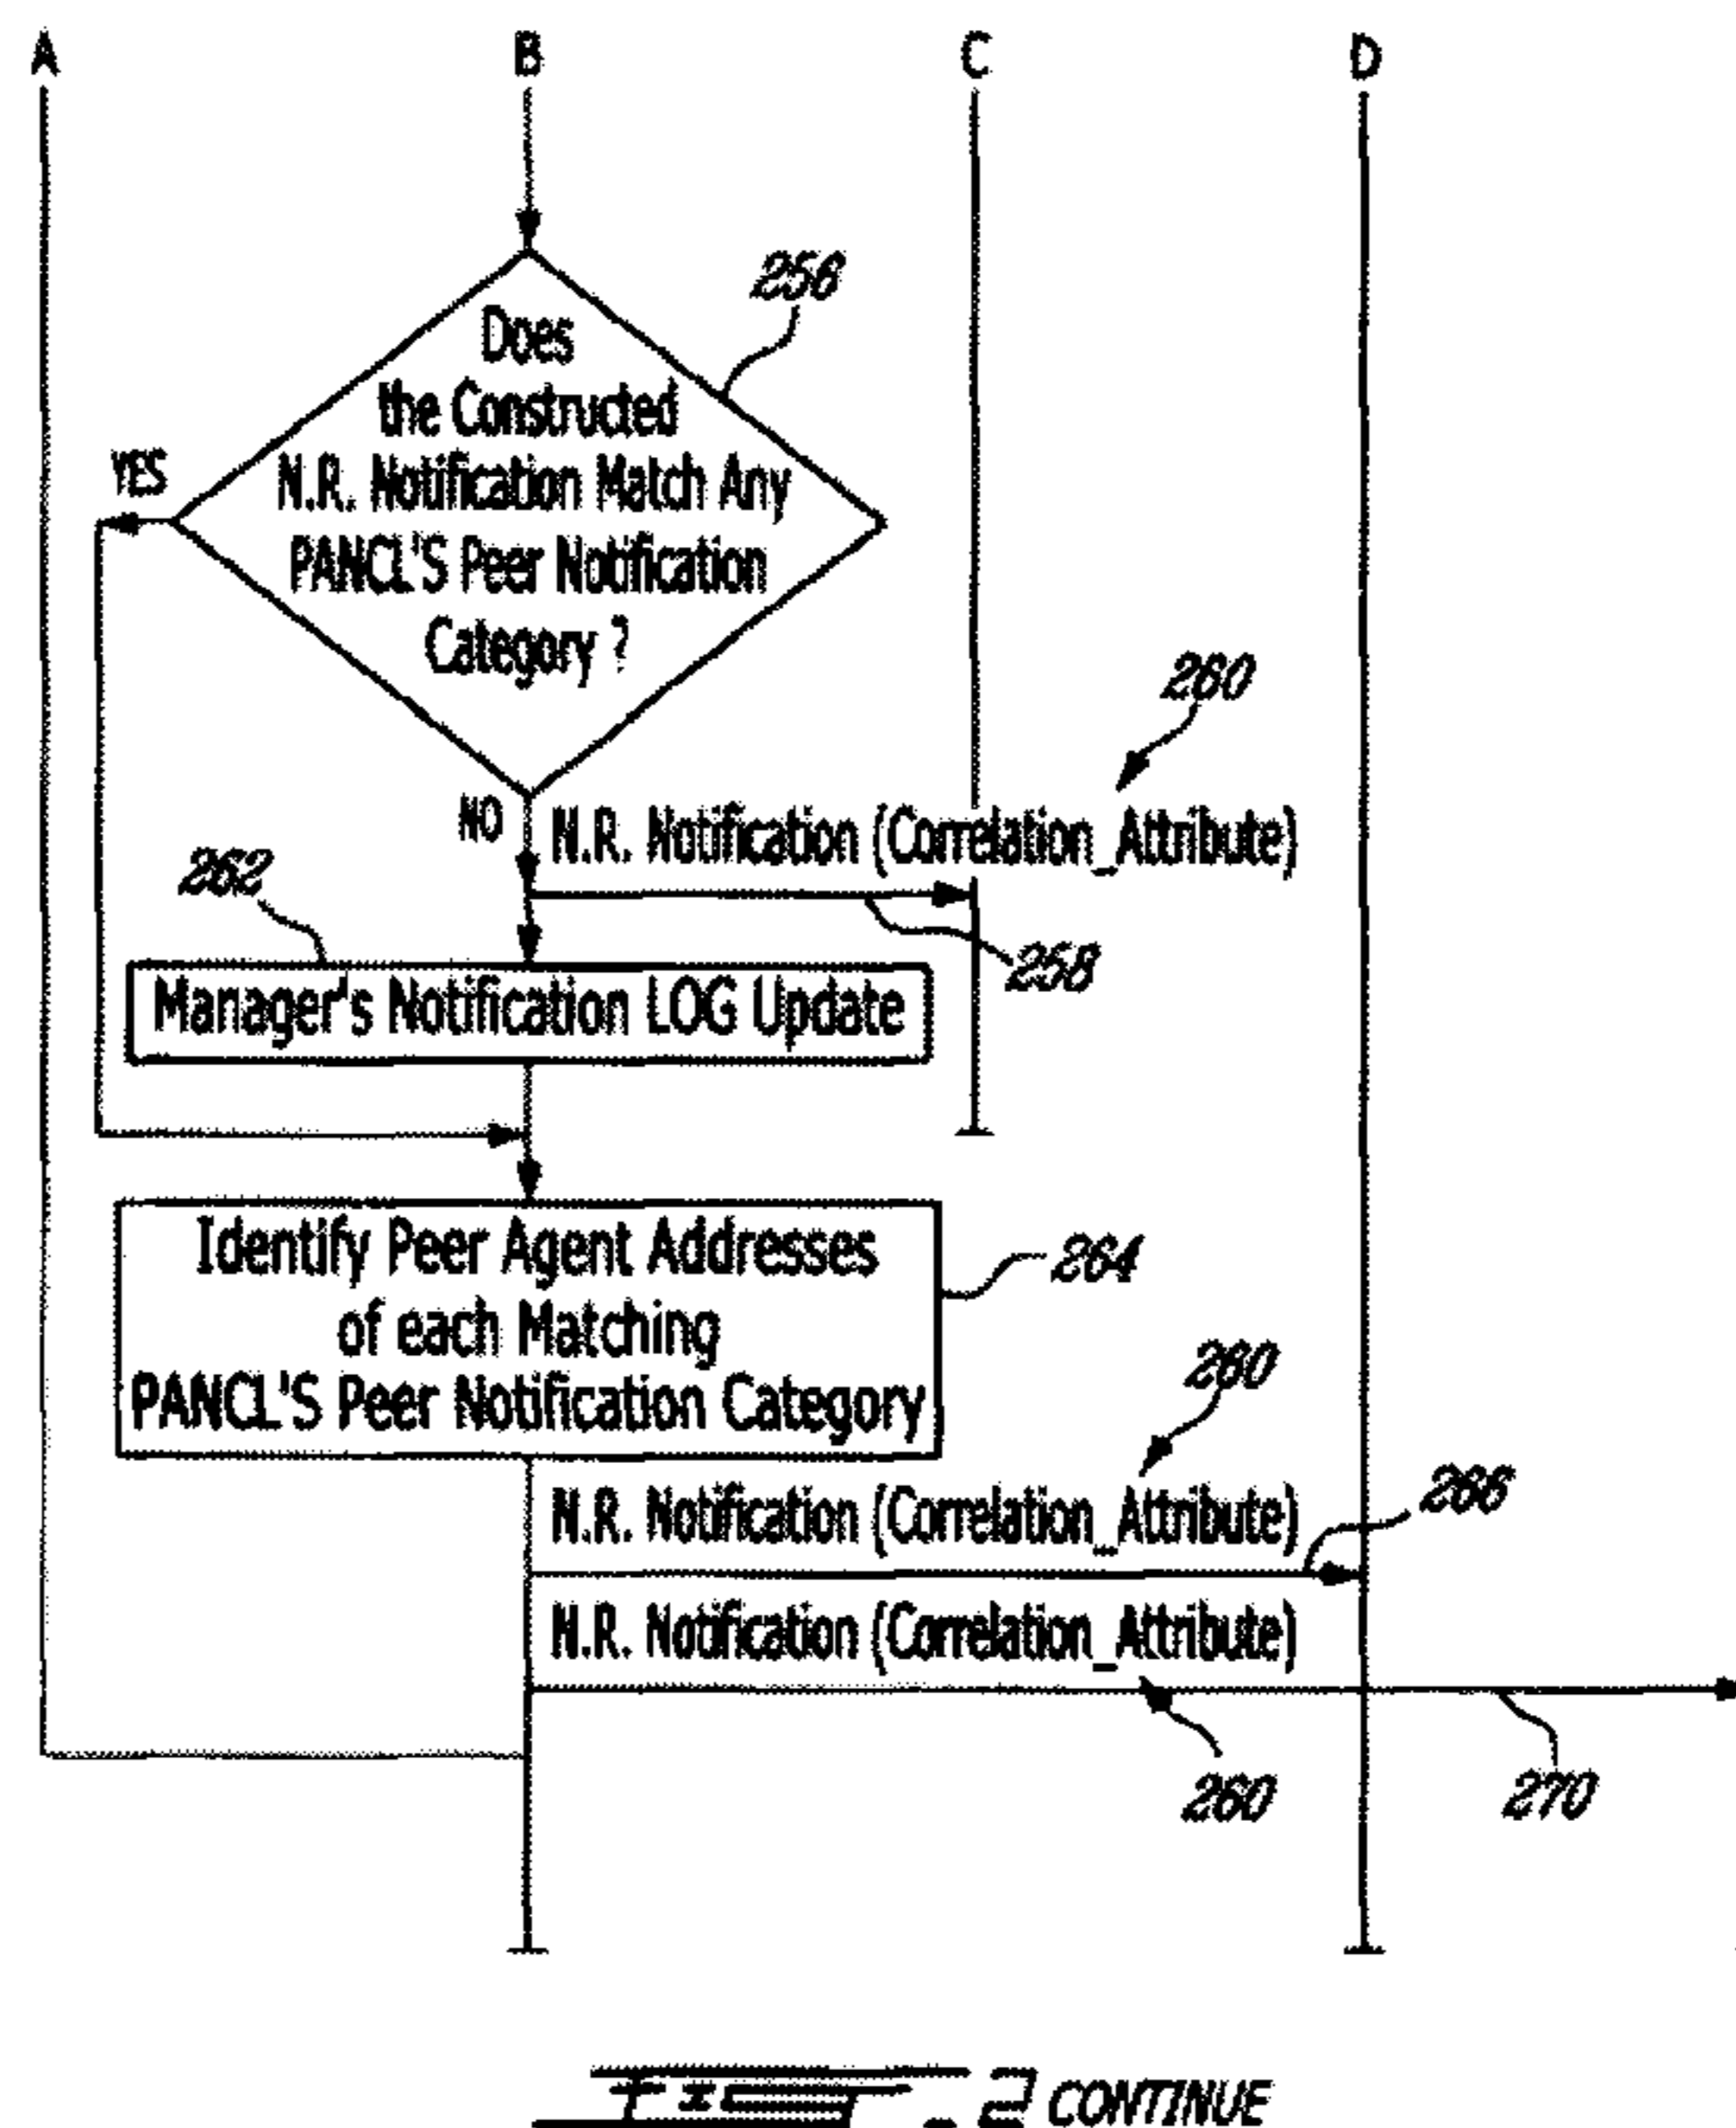 A B C D
256
Does
the Constructed
N.R. Notification Match Any
PANCL'S Peer Notification
Category ?
YES
260
NO
N.R. Notification (Correlation_Attribute)
262
258
Manager's Notification LOG Update
Identify Peer Agent Addresses
of each Matching
PANCL'S Peer Notification Category
264
260
N.R. Notification (Correlation_Attribute)
266
N.R. Notification (Correlation_Attribute)
260
270
Fig. 2 CONTINUE